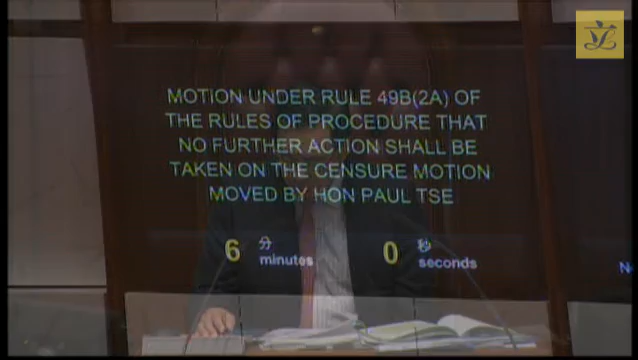 MOTION UNDER RULE 49B(2A) OF
THE RULES OF PROCEDURE THAT
NO FURTHER ACTION SHALL BE
TAKEN ON THE CENSURE MOTION
MOVED BY HON PAUL TSE
6 分 minutes 0 秒 seconds